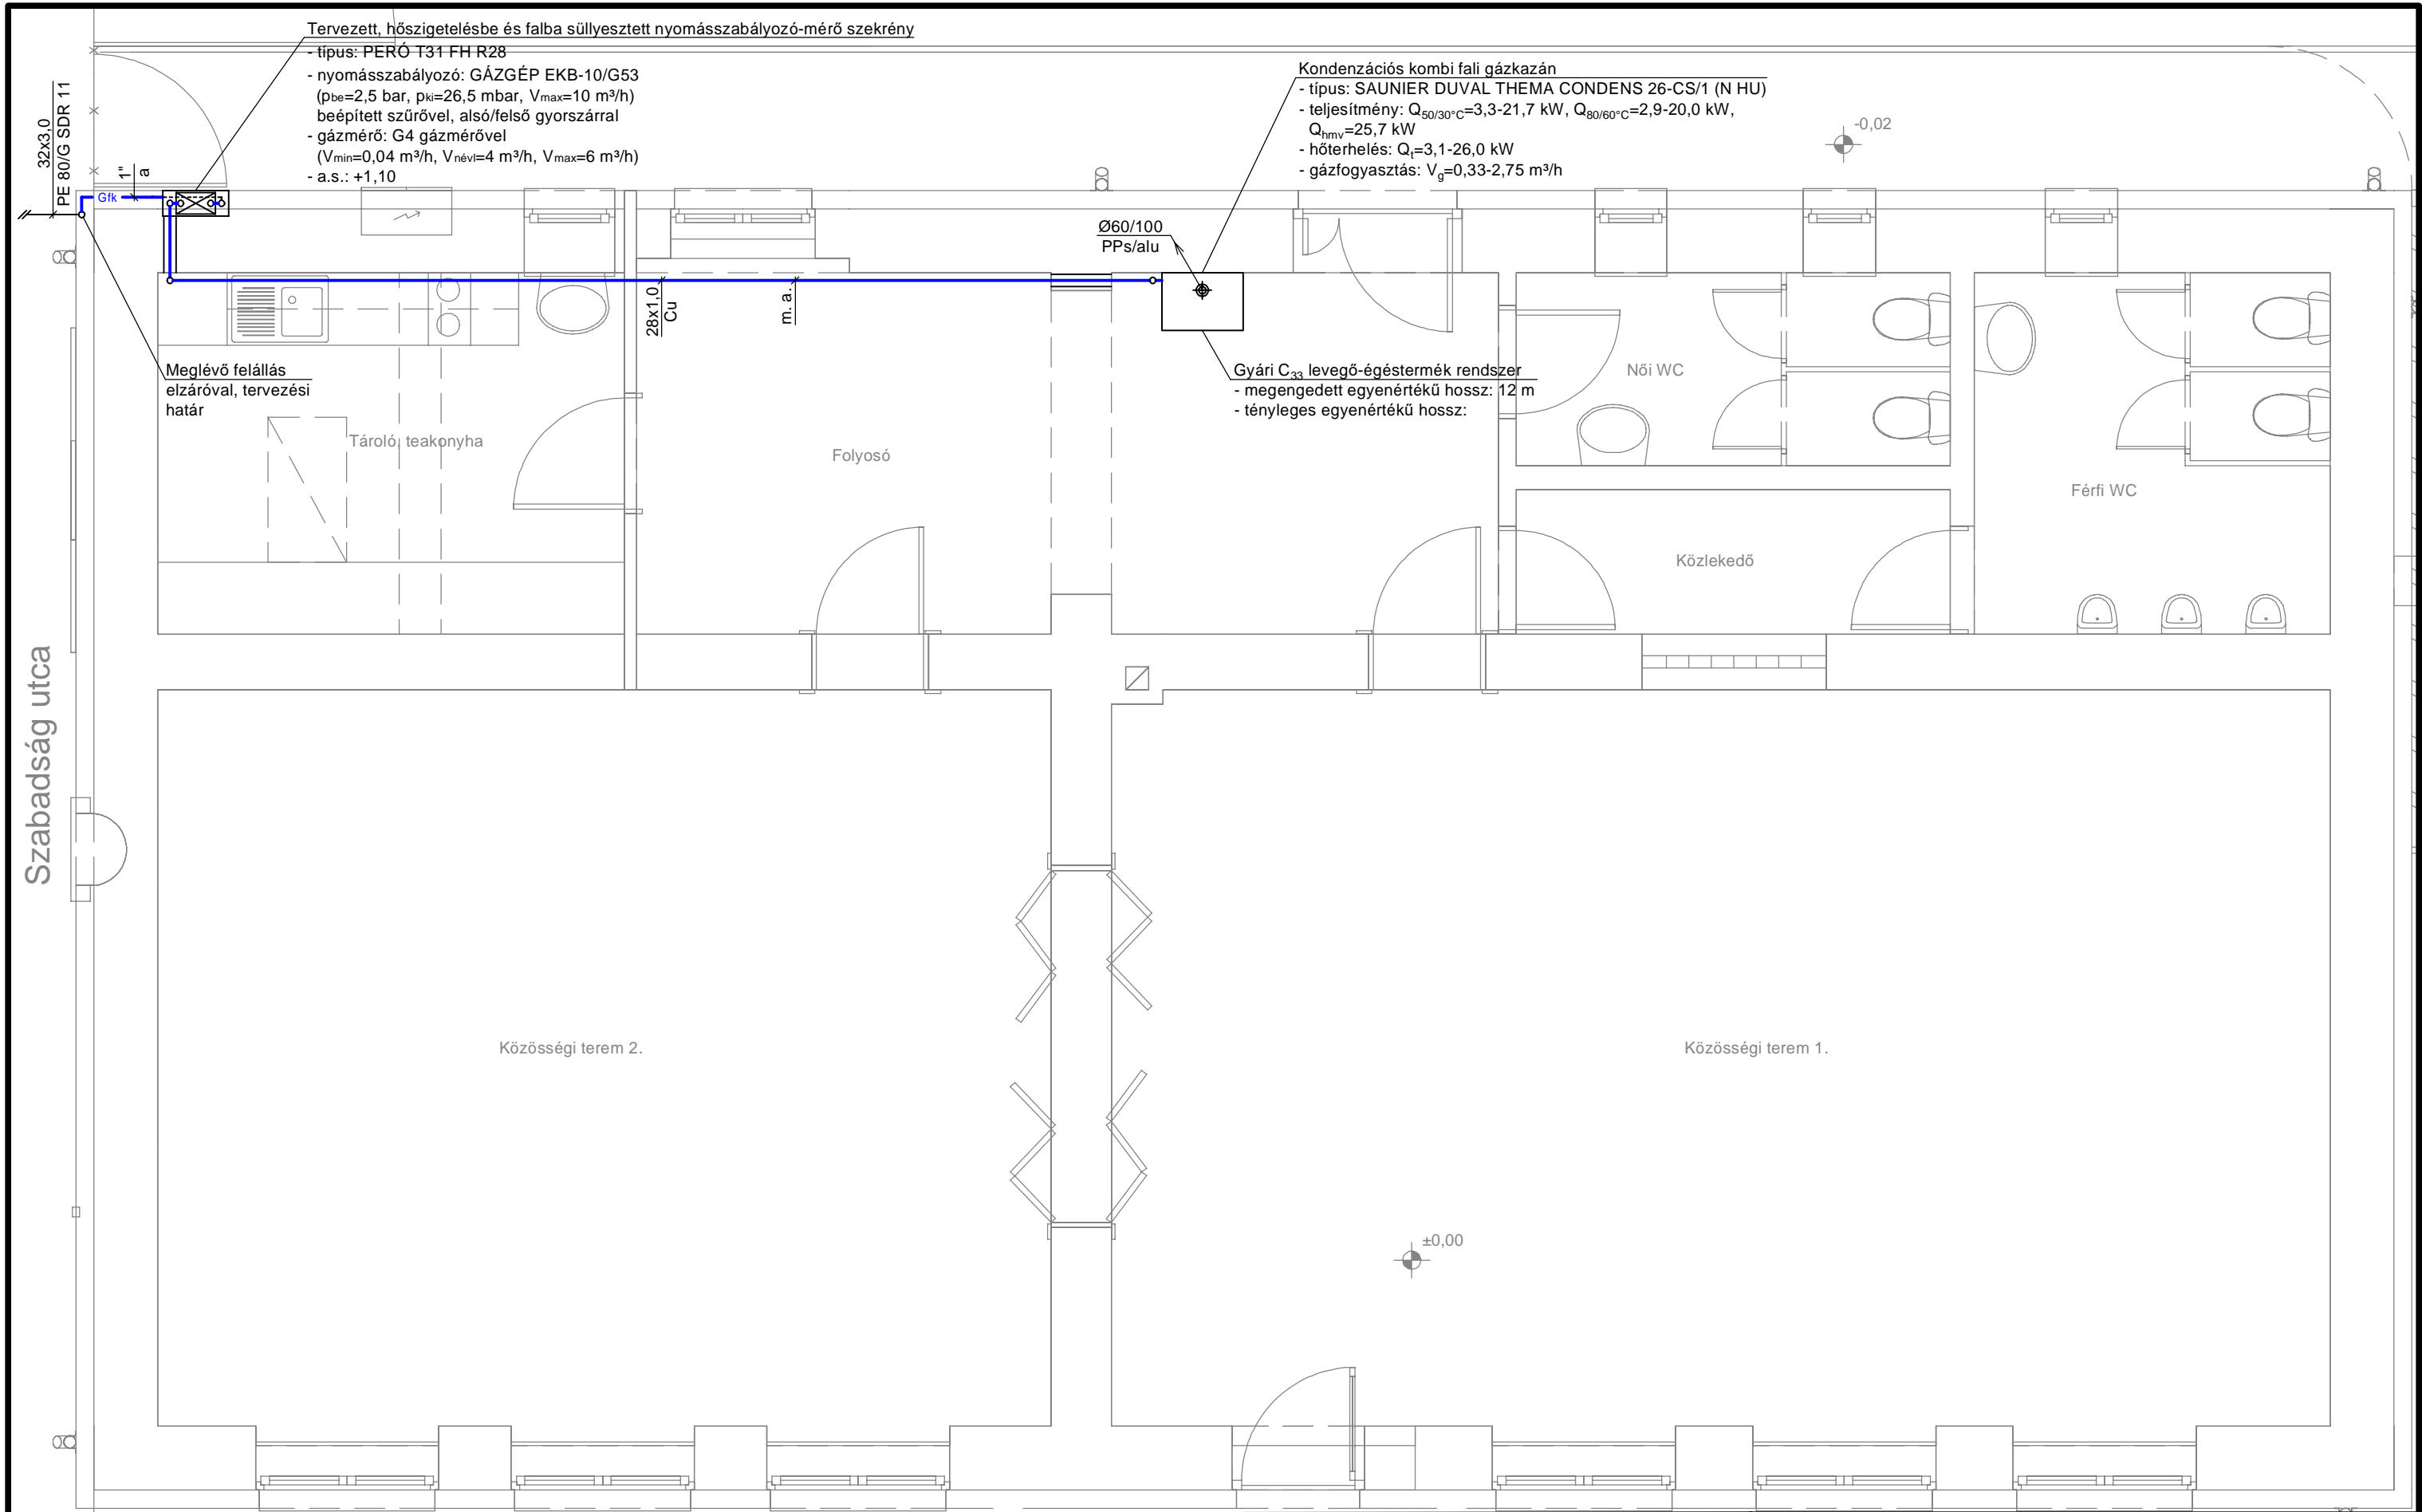 Tervezett, hőszigetelésbe és falba süllyesztett nyomásszabályozó-mérő szekrény
- típus: PERÓ T31 FH R28
- nyomásszabályozó: GÁZGÉP EKB-10/G53
(pbe=2,5 bar, pki=26,5 mbar, Vmax=10 m³/h)
beépített szűrővel, alsó/felső gyorszárral
- gázmérő: G4 gázmérővel
(Vmin=0,04 m³/h, Vnévl=4 m³/h, Vmax=6 m³/h)
- a.s.: +1,10
Kondenzációs kombi fali gázkazán
- típus: SAUNIER DUVAL THEMA CONDENS 26-CS/1 (N HU)
- teljesítmény: Q50/30°C=3,3-21,7 kW, Q80/60°C=2,9-20,0 kW,
Qhmv=25,7 kW
- hőterhelés: Qt=3,1-26,0 kW
- gázfogyasztás: Vg=0,33-2,75 m³/h
-0,02
32x3,0
PE 80/G SDR 11
1"
a
Gfk
Ø60/100
PPs/alu
28x1,0
Cu
m. a.
Meglévő felállás
elzáróval, tervezési
határ
Gyári C33 levegő-égéstermék rendszer
- megengedett egyenértékű hossz: 12 m
- tényleges egyenértékű hossz:
Tároló, teakonyha
Folyosó
Női WC
Férfi WC
Közlekedő
Szabadság utca
Közösségi terem 2.
Közösségi terem 1.
±0,00